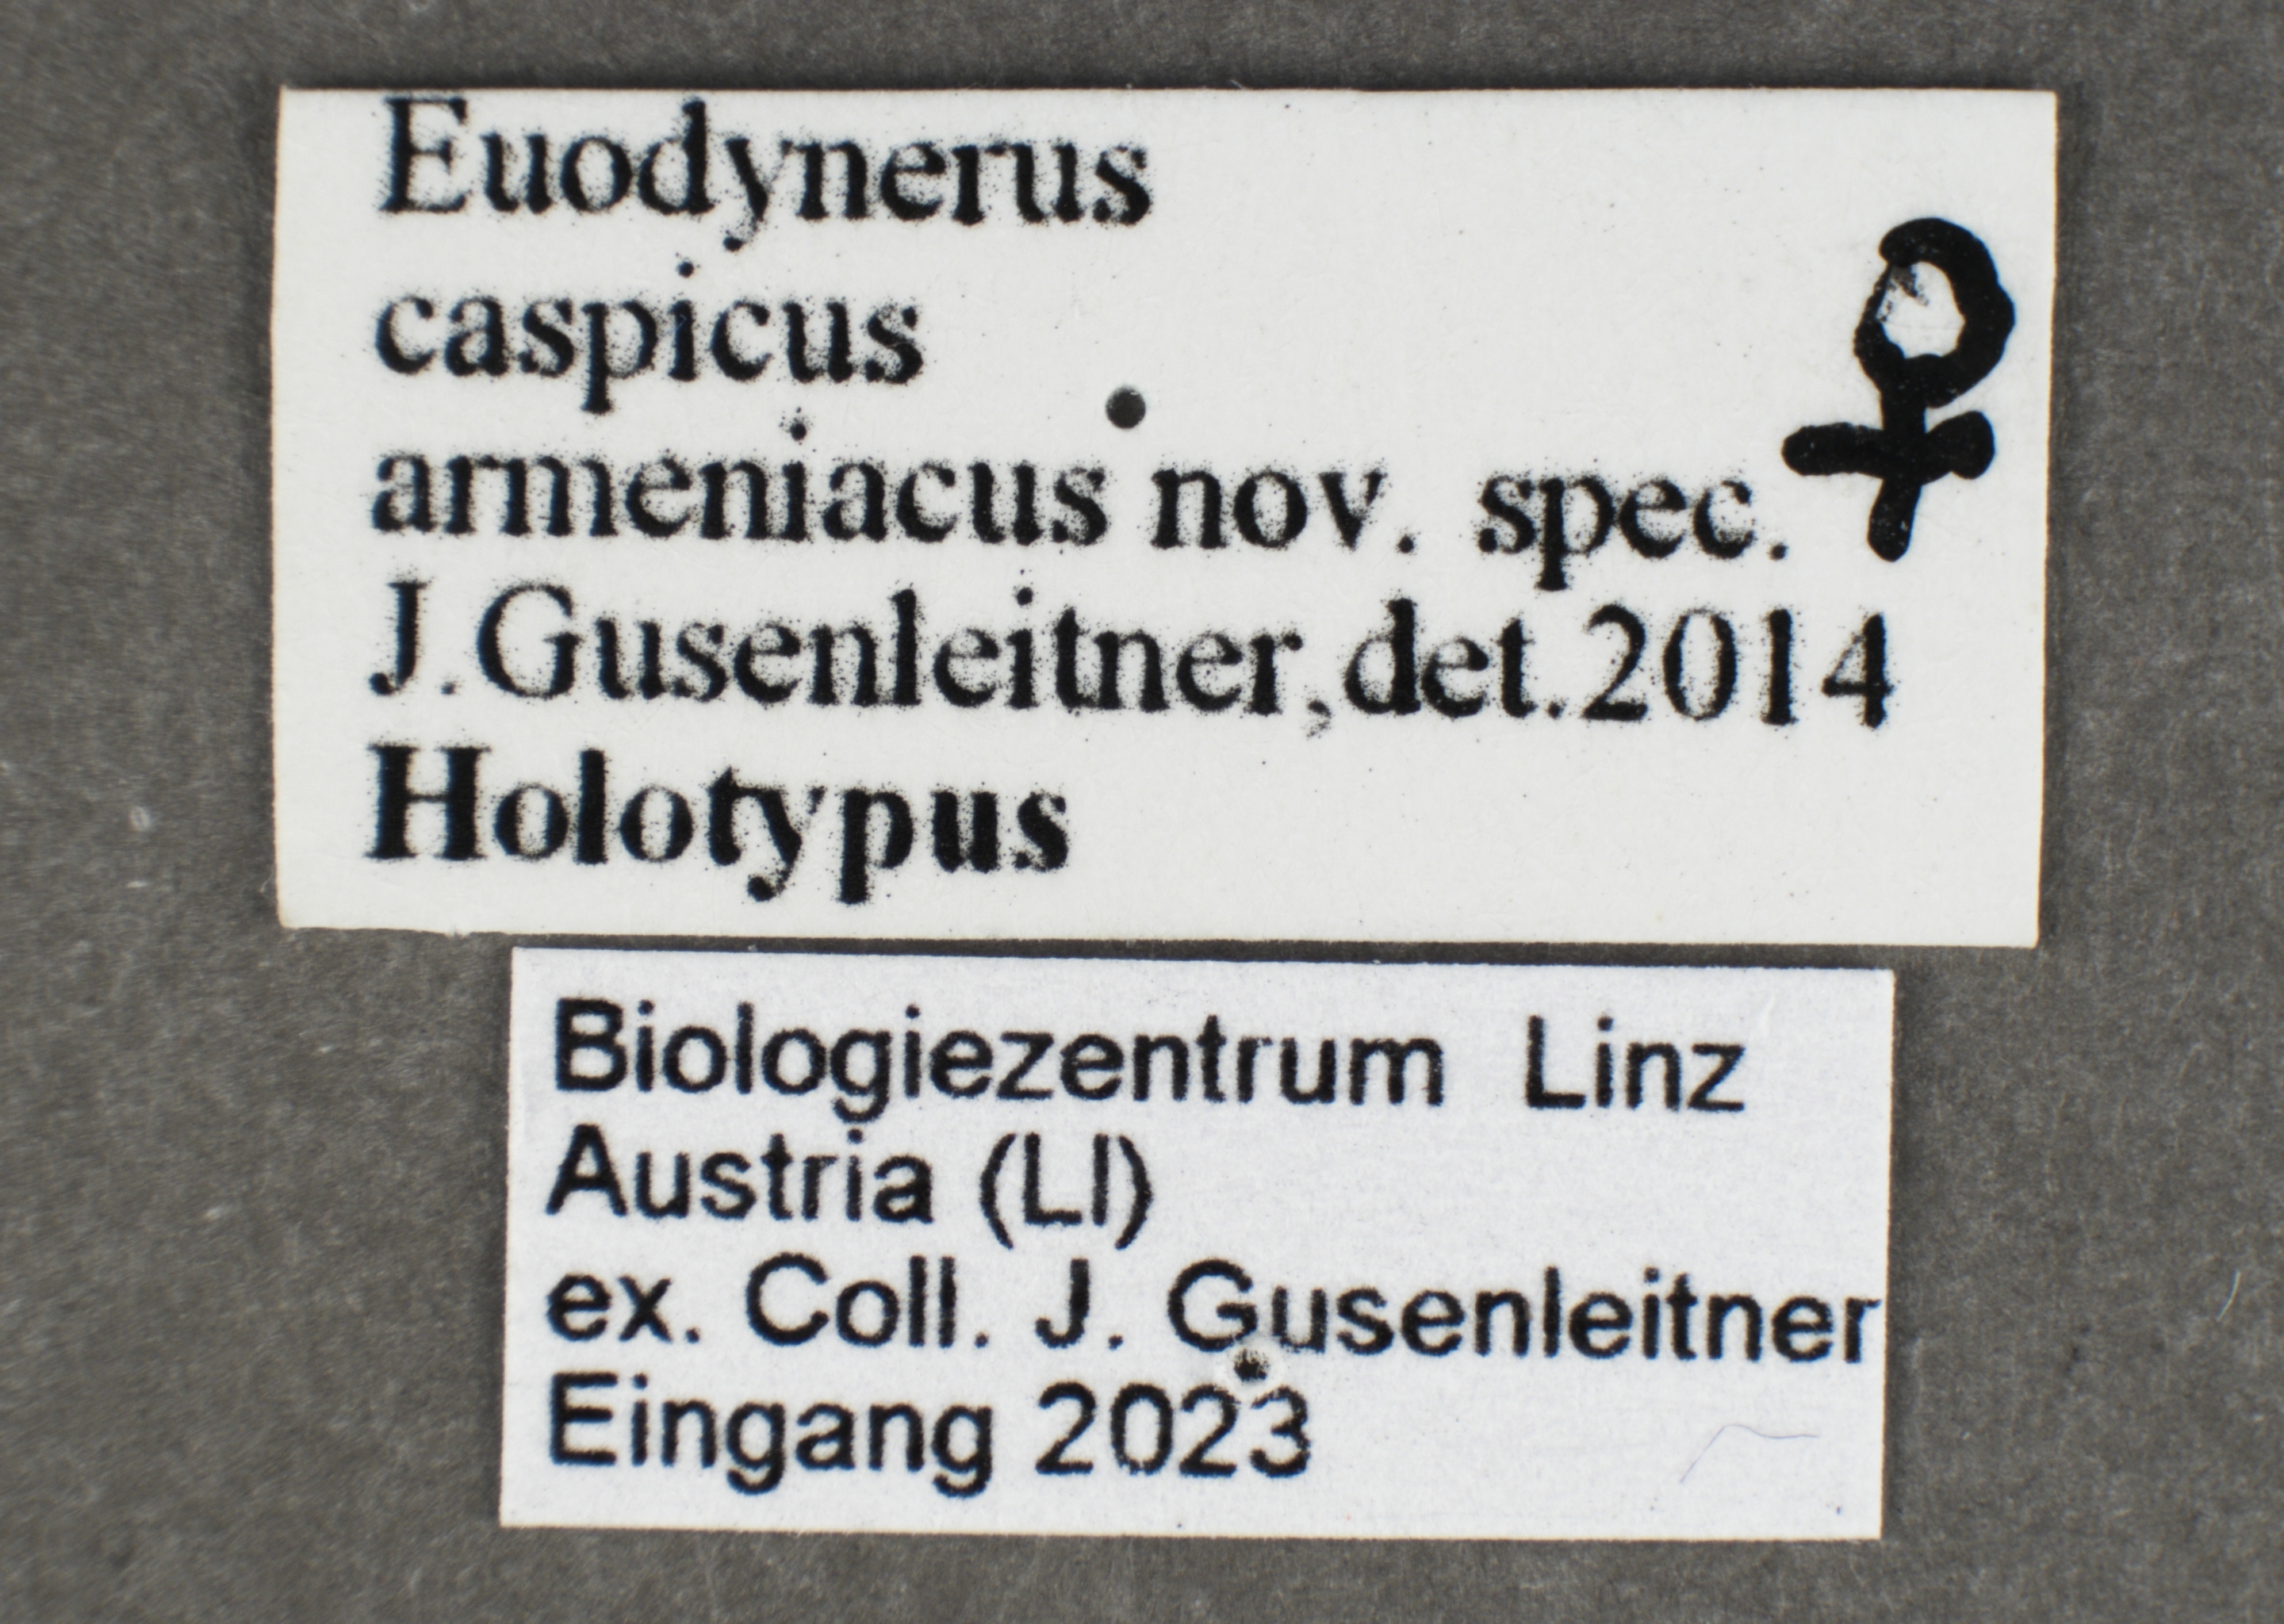 Euodynerus
caspicus
armeniacus nov. spec. ♀
J.Gusenleitner,det.2014
Holotypus
Biologiezentrum Linz
Austria (LI)
ex. Coll. J. Gusenleitner
Eingang 2023